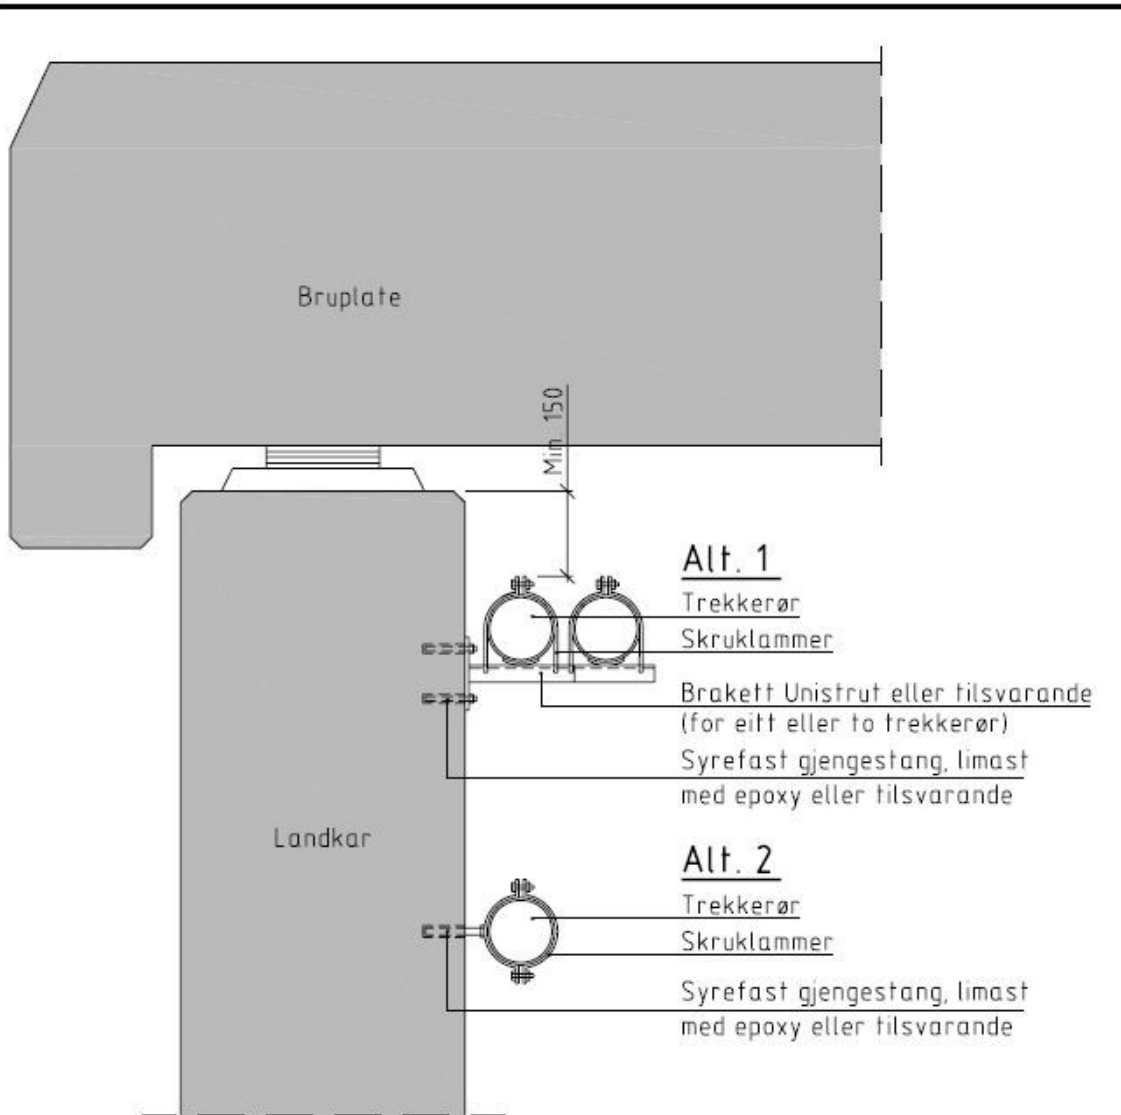 Bruplate
Min. 150
Alt. 1
Trekkerør
Skruklammer
Brakett Unistrut eller tilsvarande
(for eitt eller to trekkerør)
Syrefast gjengestang, limast
med epoxy eller tilsvarande
Landkar
Alt. 2
Trekkerør
Skruklammer
Syrefast gjengestang, limast
med epoxy eller tilsvarande